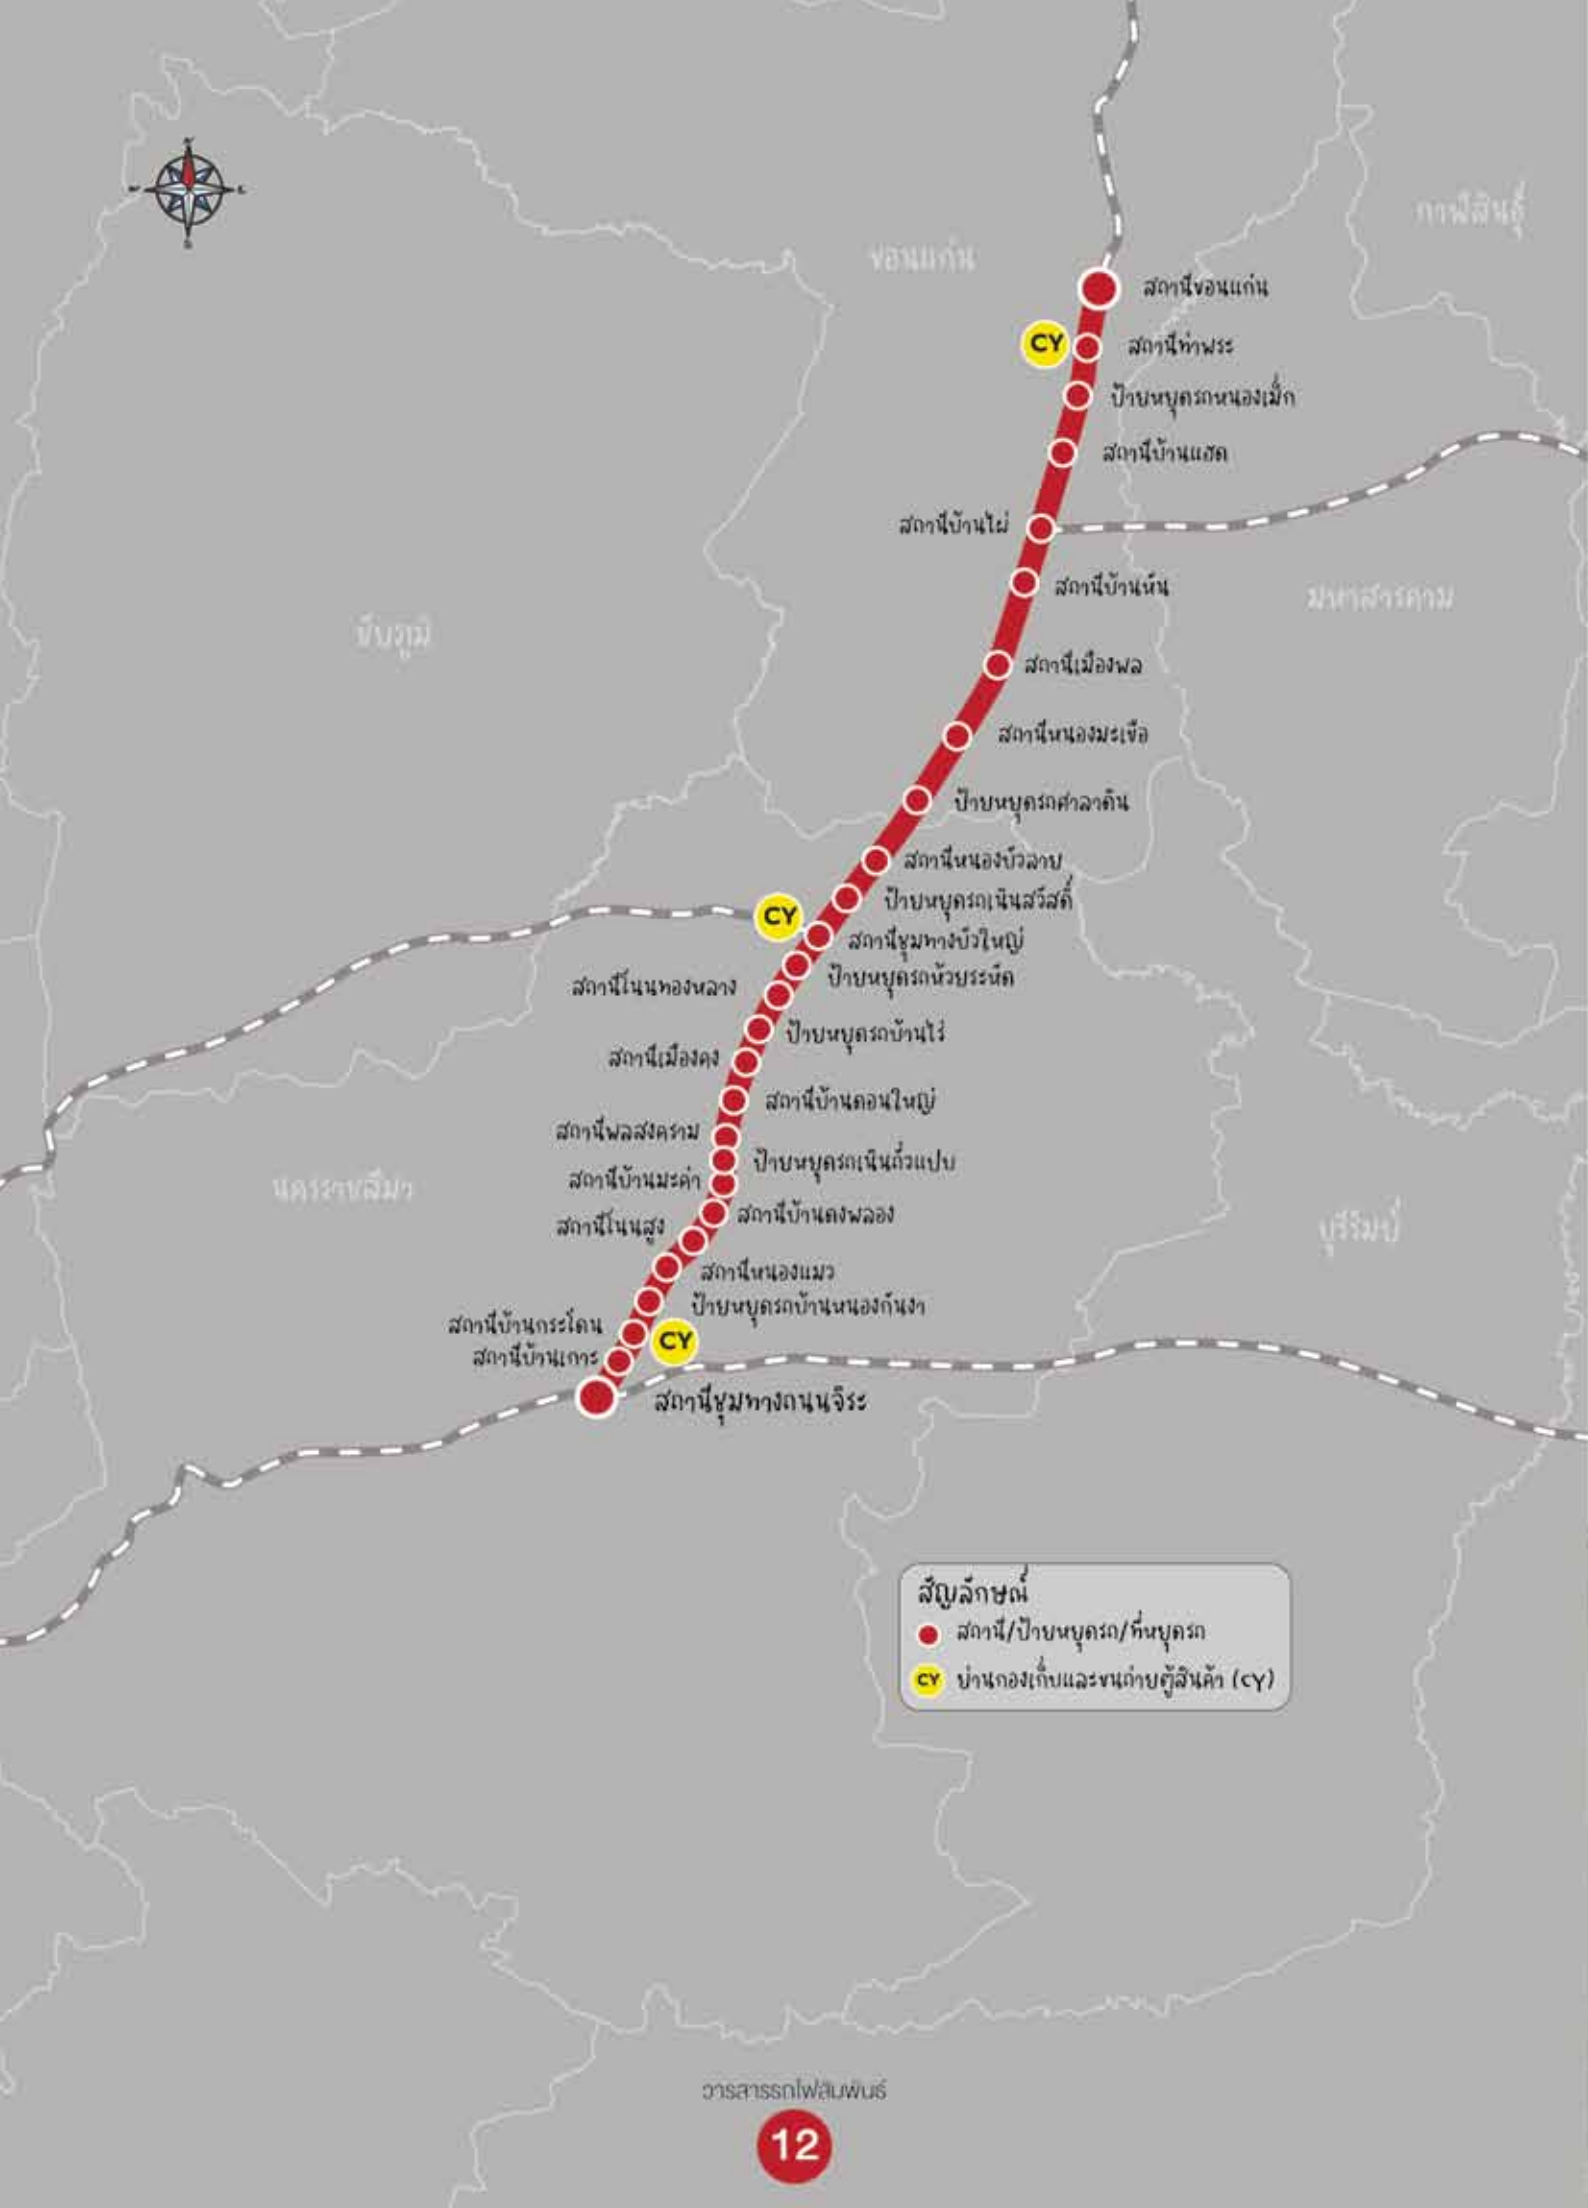 กาฬสินธุ์
ขอนแก่น
สถานีขอนแก่น
CY
สถานีท่าพระ
ป้ายหยุดรถหนองเม็ก
สถานีบ้านแฮด
สถานีบ้านไผ่
สถานีบ้านหัน
มหาสารคาม
ชัยภูมิ
สถานีเมืองพล
สถานีหนองมะเขือ
ป้ายหยุดรถศาลาดิน
สถานีหนองบัวลาย
ป้ายหยุดรถเนินสวัสดิ์
CY
สถานีชุมทางบัวใหญ่
ป้ายหยุดรถห้วยระหัด
สถานีโนนทองหลาง
ป้ายหยุดรถบ้านไร่
สถานีเมืองคง
สถานีบ้านดอนใหญ่
สถานีพลสงคราม
ป้ายหยุดรถเนินถั่วแปบ
สถานีบ้านมะค่า
นครราชสีมา
สถานีบ้านดงพลอง
สถานีโนนสูง
บุรีรัมย์
สถานีหนองแมว
ป้ายหยุดรถบ้านหนองกันงา
สถานีบ้านกระโดน
CY
สถานีบ้านเกาะ
สถานีชุมทางถนนจิระ
สัญลักษณ์
สถานี/ป้ายหยุดรถ/ที่หยุดรถ
CY ย่านกองเก็บและขนถ่ายตู้สินค้า (CY)
วารสารรถไฟสัมพันธ์
12